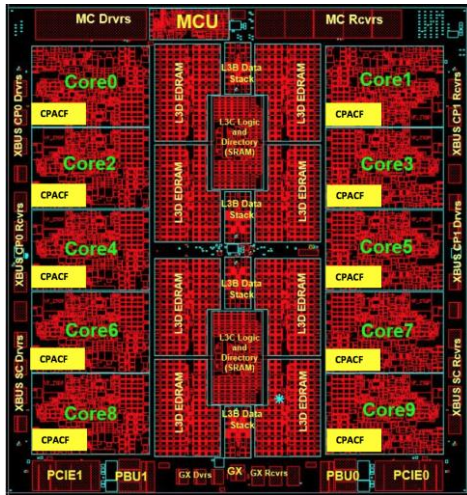 MC Drvrs
MCU
MC Rcvrs
XBUS CP0 Drvrs
Core0
CPACF
L3D EDRAM
L3B Data
Stack
L3C Logic
and
Directory
(SRAM)
L3D EDRAM
Core1
CPACF
XBUS CP1 Rcvrs
Core2
CPACF
L3D EDRAM
L3B Data
Stack
L3D EDRAM
Core3
CPACF
XBUS CP0 Rcvrs
Core4
CPACF
Core5
CPACF
XBUS CP1 Drvrs
L3D EDRAM
L3B Data
Stack
L3C Logic
and
Directory
(SRAM)
L3D EDRAM
XBUS SC Drvrs
Core6
CPACF
Core7
CPACF
XBUS SC Rcvrs
Core8
CPACF
L3D EDRAM
L3B Data
Stack
L3D EDRAM
Core9
CPACF
PCIE1
PBU1
GX Drvs
GX
GX Rcvrs
PBU0
PCIE0